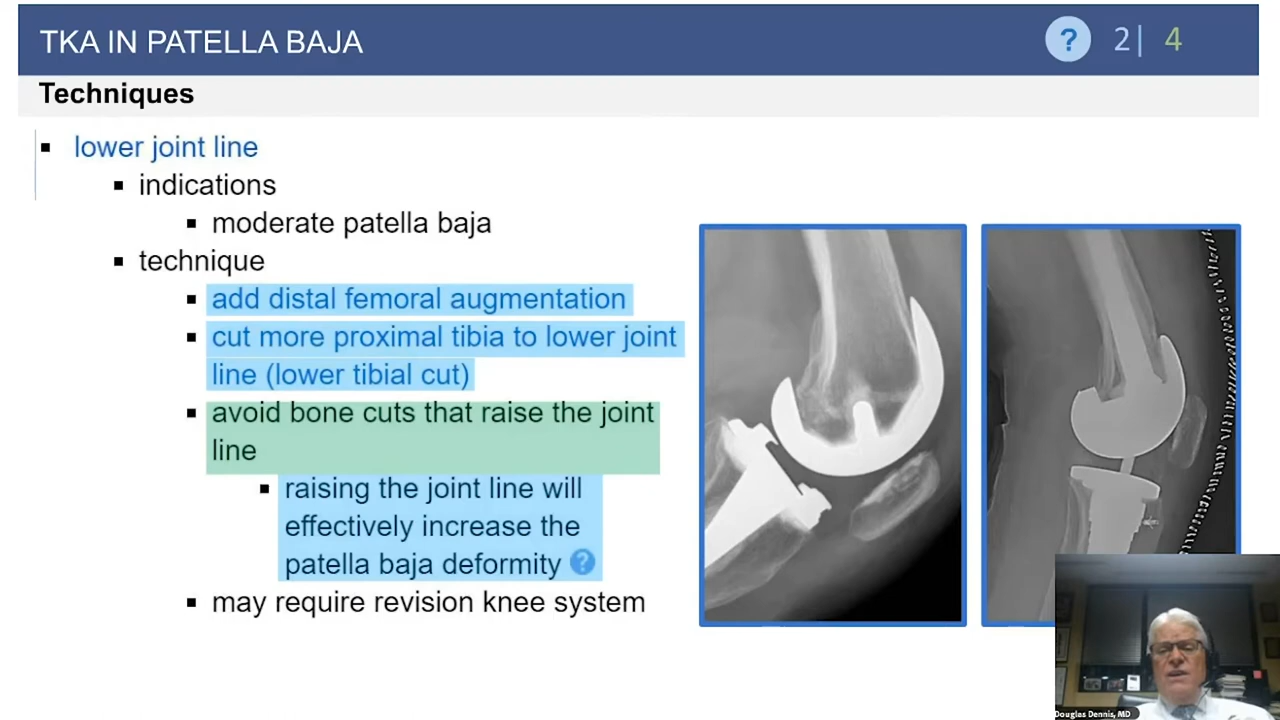 TKA IN PATELLA BAJA
? 2| 4
Techniques
lower joint line
indications
moderate patella baja
technique
add distal femoral augmentation
cut more proximal tibia to lower joint
line (lower tibial cut)
avoid bone cuts that raise the joint
line
raising the joint line will
effectively increase the
patella baja deformity ?
may require revision knee system
Douglas Dennis, MD